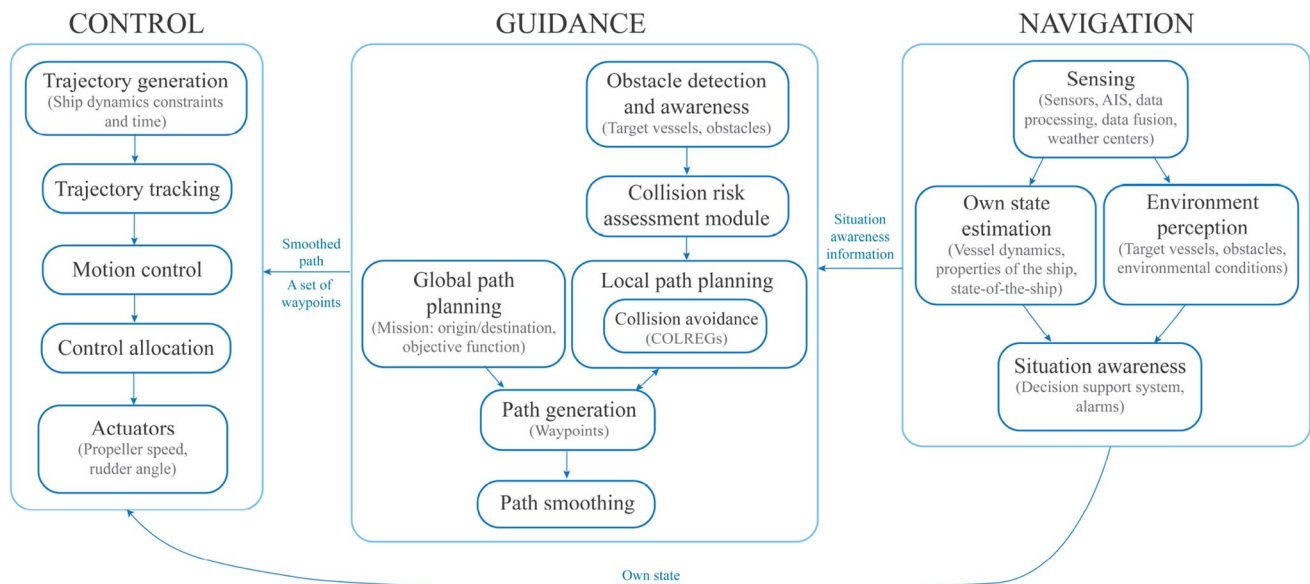 CONTROL
Trajectory generation
(Ship dynamics constraints
and time)
Trajectory tracking
Motion control
Control allocation
Actuators
(Propeller speed,
rudder angle)
Smoothed
path
A set of
waypoints
GUIDANCE
Obstacle detection
and awareness
(Target vessels, obstacles)
Collision risk
assessment module
Global path
planning
(Mission: origin/destination,
objective function)
Local path planning
Collision avoidance
(COLREGs)
Path generation
(Waypoints)
Path smoothing
Situation
awareness
information
NAVIGATION
Sensing
(Sensors, AIS, data
processing, data fusion,
weather centers)
Own state
estimation
(Vessel dynamics,
properties of the ship,
state-of-the-ship)
Environment
perception
(Target vessels, obstacles,
environmental conditions)
Situation awareness
(Decision support system,
alarms)
Own state